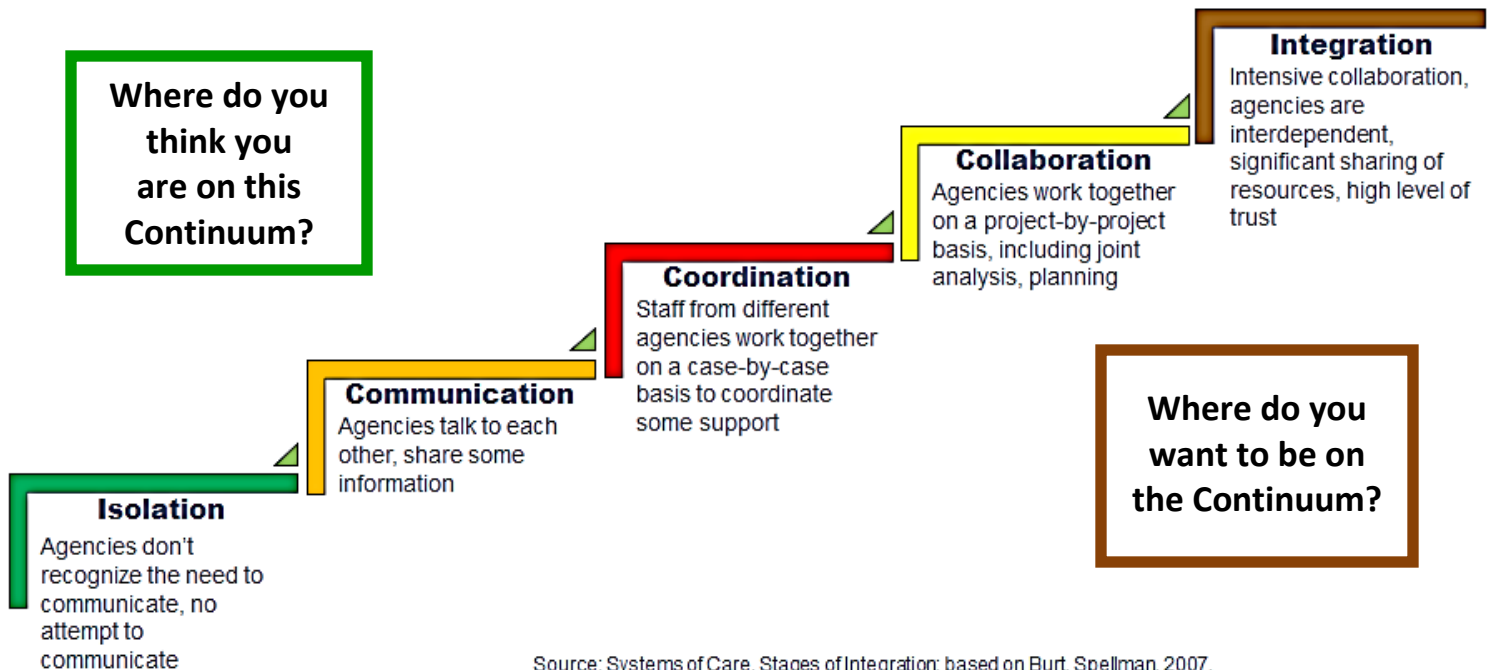 Where do you
think you
are on this
Continuum?
Isolation
Agencies don't
recognize the need to
communicate, no
attempt to
communicate
Communication
Agencies talk to each
other, share some
information
Coordination
Staff from different
agencies work together
on a case-by-case
basis to coordinate
some support
Collaboration
Agencies work together
on a project-by-project
basis, including joint
analysis, planning
Integration
Intensive collaboration,
agencies are
interdependent,
significant sharing of
resources, high level of
trust
Where do you
want to be on
the Continuum?
Source: Systems of Care, Stages of Integration; based on Burt, Spellman, 2007.